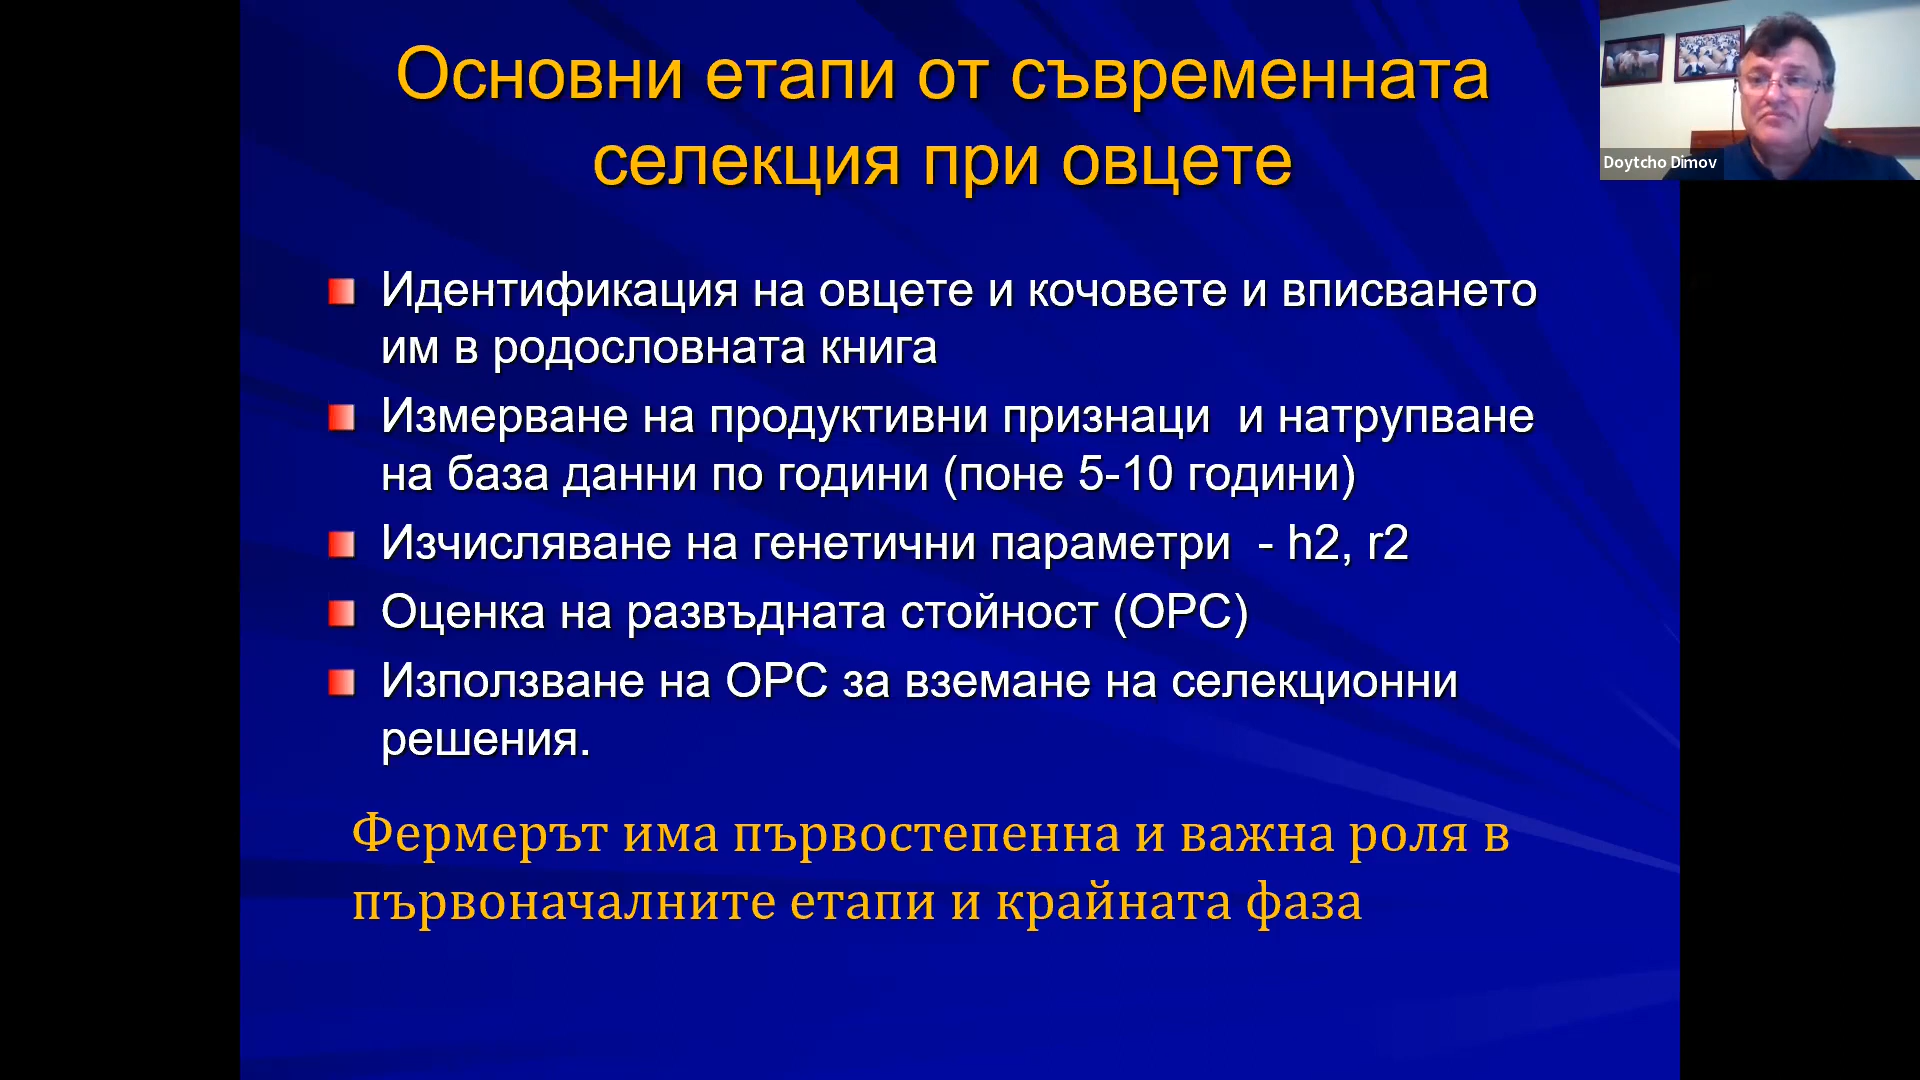 Основни етапи от съвременната
селекция при овцете
Doytcho Dimov
Идентификация на овцете и кочовете и вписването
им в родословната книга
Измерване на продуктивни признаци и натрупване
на база данни по години (поне 5-10 години)
Изчисляване на генетични параметри - h2, r2
Оценка на развъдната стойност (ОРС)
Използване на ОРС за вземане на селекционни
решения.
Фермерът има първостепенна и важна роля в
първоначалните етапи и крайната фаза